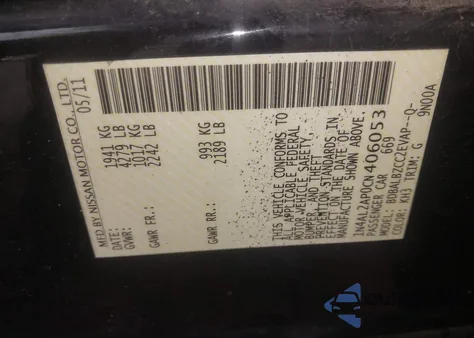 MFD. BY NISSAN MOTOR CO., LTD.
DATE: 05/11
GVWR: 1941 KG
4279 LB
GAWR FR.: 1017 KG
2242 LB
GAWR RR.: 993 KG
2189 LB
THIS VEHICLE CONFORMS TO
ALL APPLICABLE FEDERAL
MOTOR VEHICLE SAFETY,
BUMPER, AND THEFT
PREVENTION STANDARDS IN
EFFECT ON THE DATE OF
MANUFACTURE SHOWN ABOVE.
1N4AL2AP0CN406053
PASSENGER CAR 669
MODEL: BDBALBZCC2EVAP--Q-
COLOR: KH3 TRIM: G 9N00A